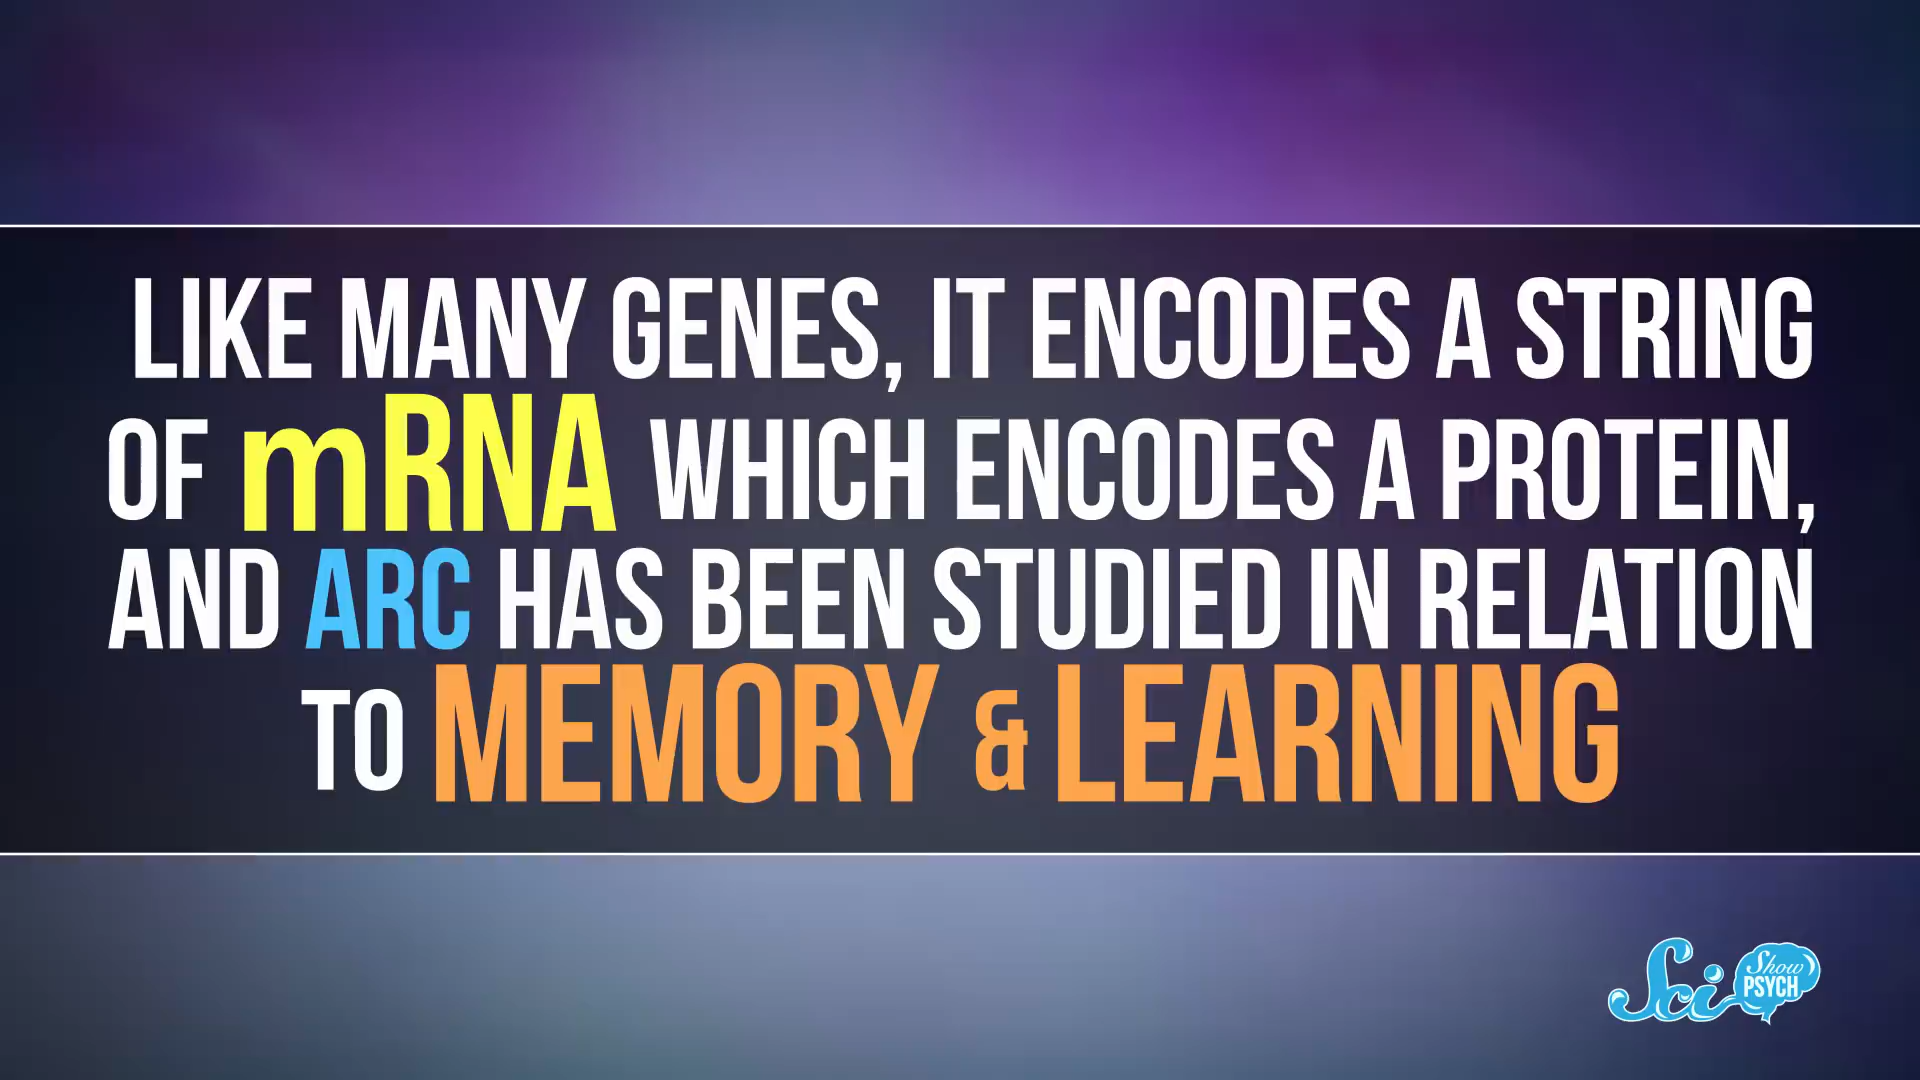 LIKE MANY GENES, IT ENCODES A STRING
OF mRNA WHICH ENCODES A PROTEIN,
AND ARC HAS BEEN STUDIED IN RELATION
TO MEMORY & LEARNING
Sci Show
PSYCH